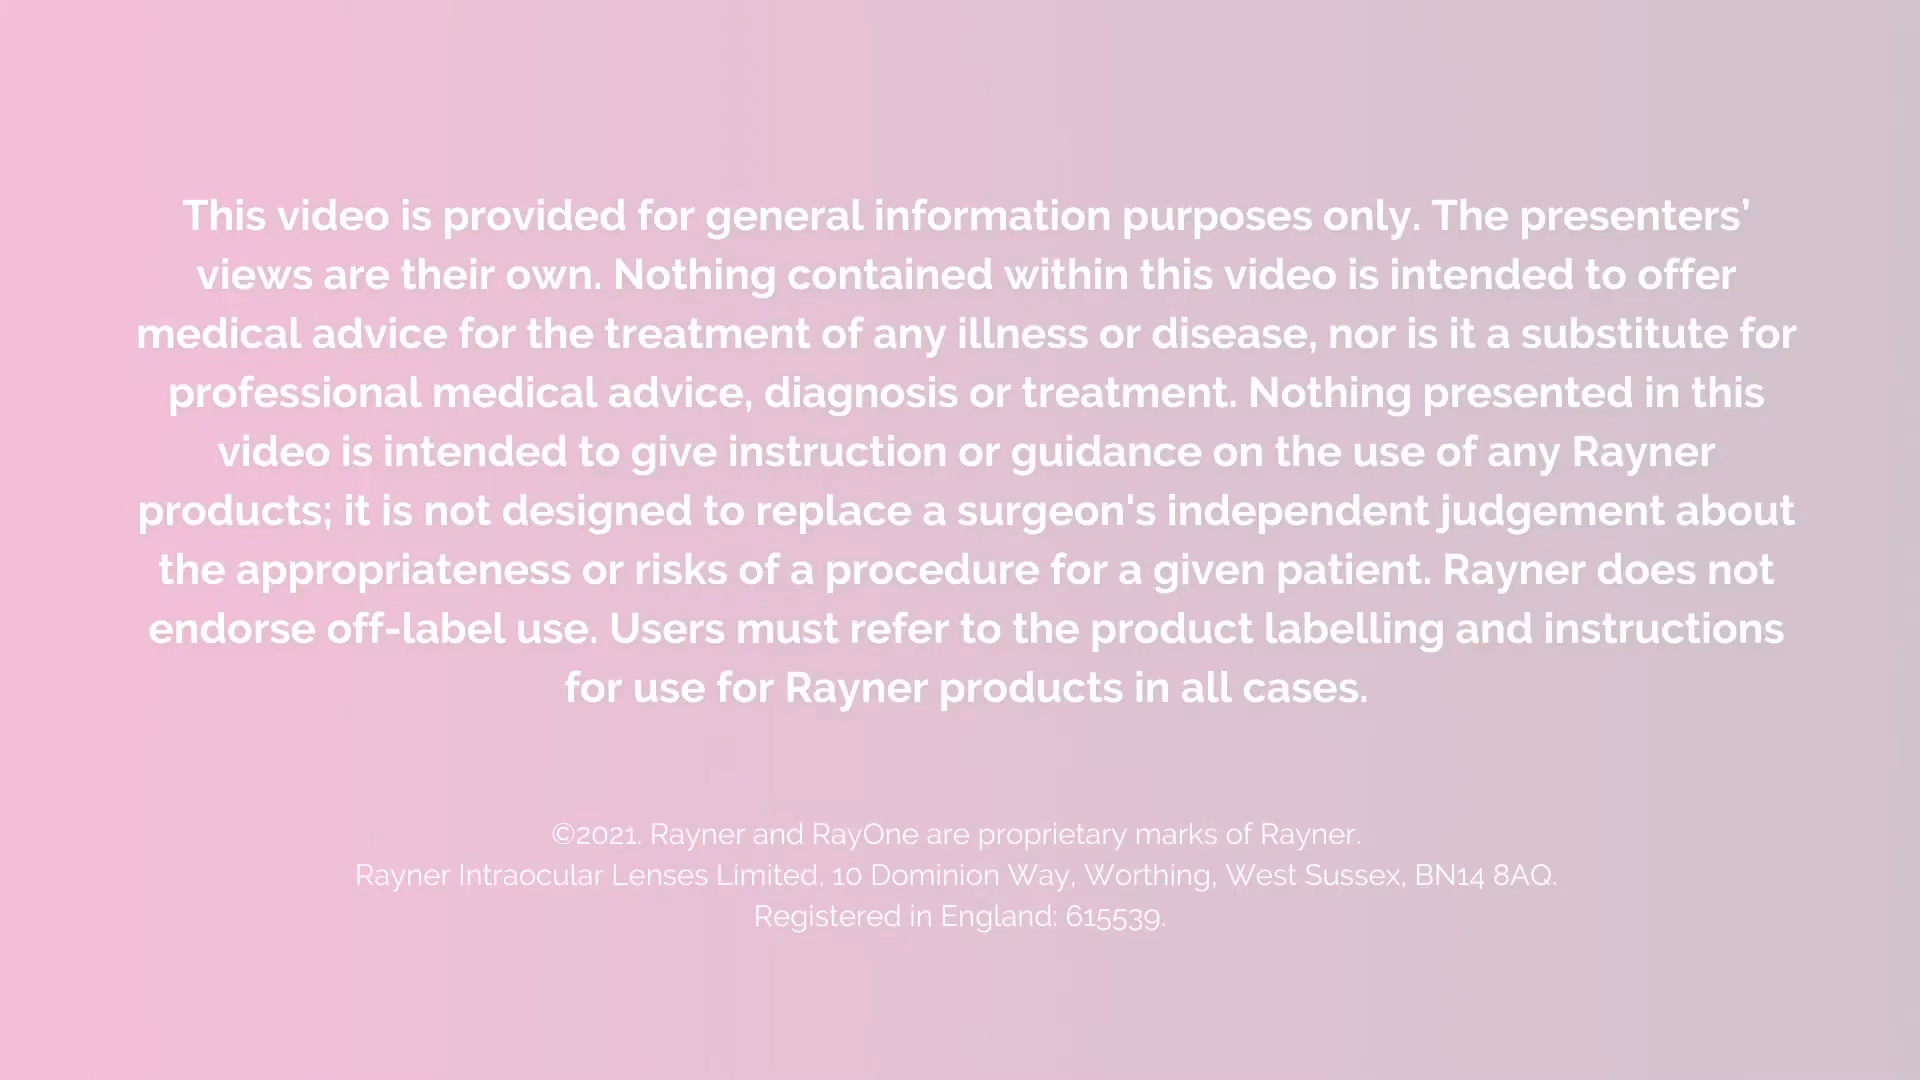 This video is provided for general information purposes only. The presenters’
views are their own. Nothing contained within this video is intended to offer
medical advice for the treatment of any illness or disease, nor is it a substitute for
professional medical advice, diagnosis or treatment. Nothing presented in this
video is intended to give instruction or guidance on the use of any Rayner
products; it is not designed to replace a surgeon's independent judgement about
the appropriateness or risks of a procedure for a given patient. Rayner does not
endorse off-label use. Users must refer to the product labelling and instructions
for use for Rayner products in all cases.
©2021. Rayner and RayOne are proprietary marks of Rayner.
Rayner Intraocular Lenses Limited, 10 Dominion Way, Worthing, West Sussex, BN14 8AQ.
Registered in England: 615539.